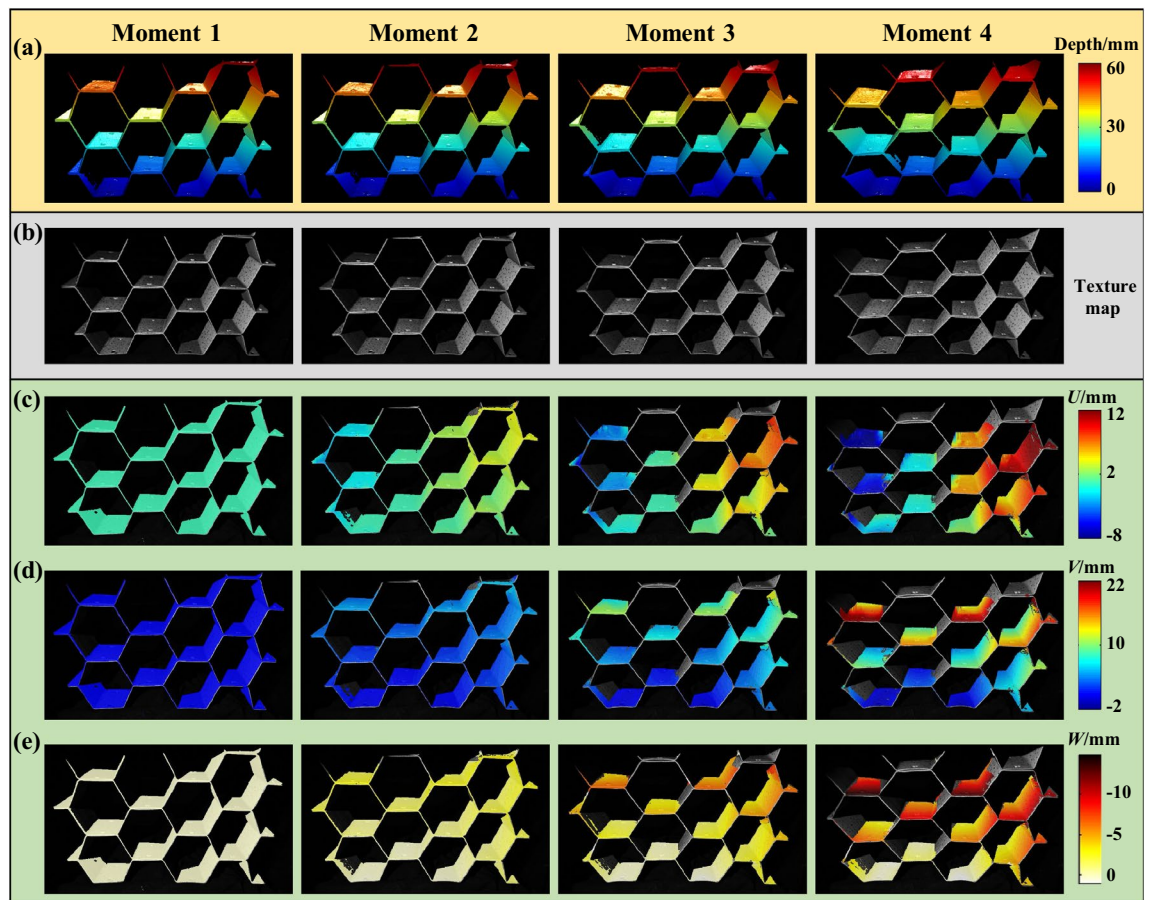 Moment 1 Moment 2 Moment 3 Moment 4
(a)
Depth/mm
60
30
0
(b)
Texture
map
(c)
U/mm
12
2
-8
(d)
V/mm
22
10
-2
(e)
W/mm
-10
-5
0